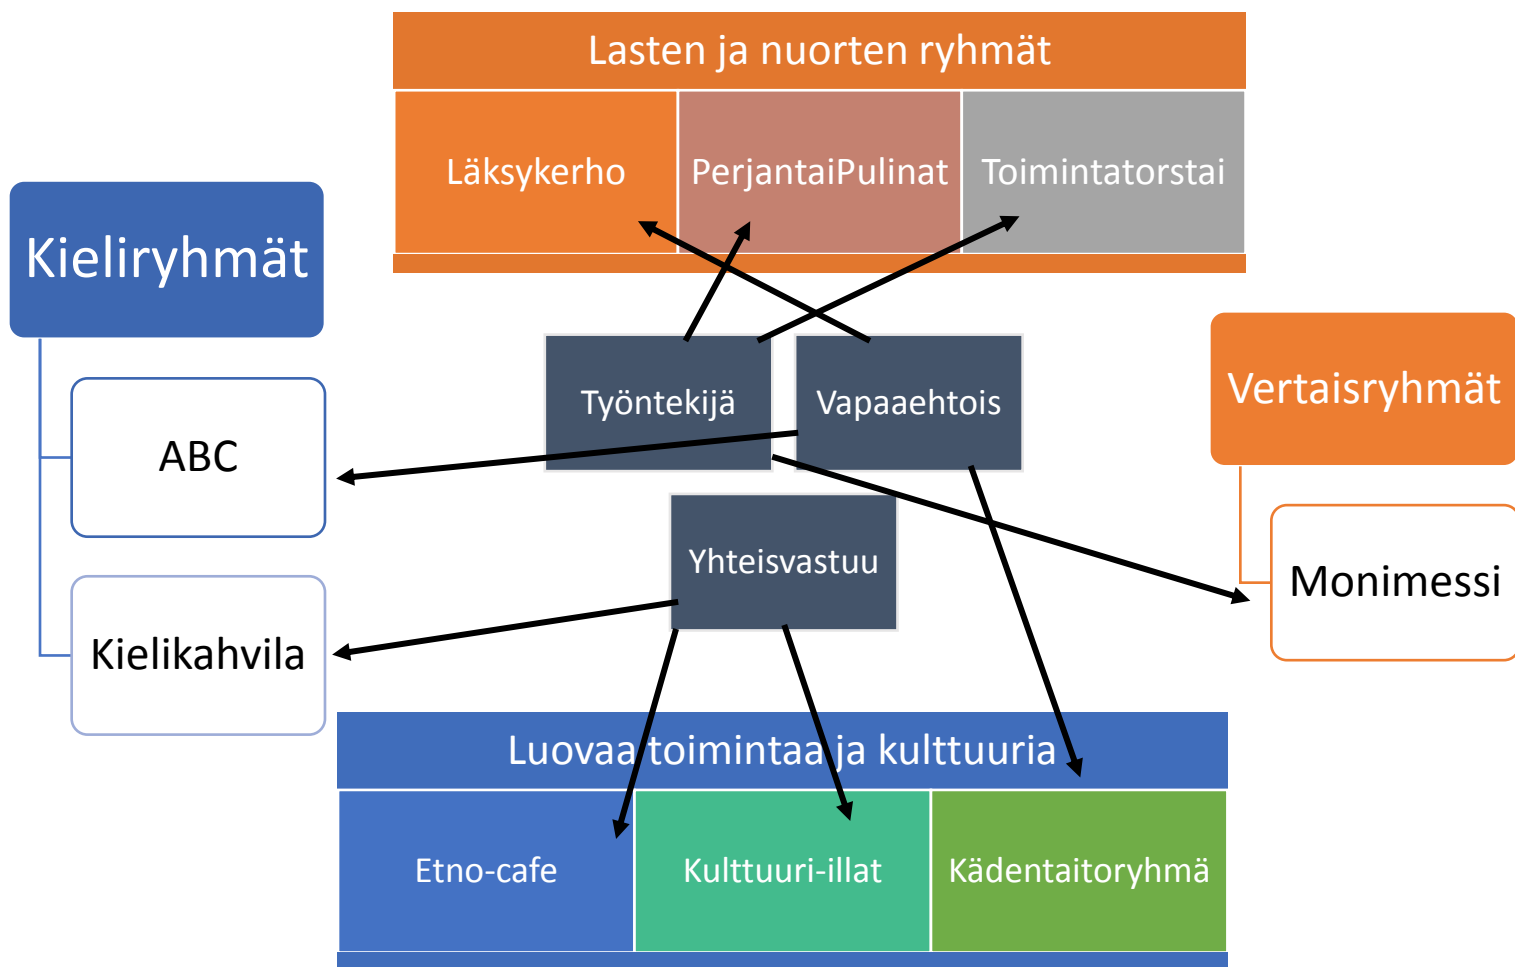 Lasten ja nuorten ryhmät
Läksykerho
PerjantaiPulinat
Toimintatorstai
Kieliryhmät
ABC
Kielikahvila
Työntekijä
Vapaaehtois
Yhteisvastuu
Vertaisryhmät
Monimessi
Luovaa toimintaa ja kulttuuria
Etno-cafe
Kulttuuri-illat
Kädentaitoryhmä